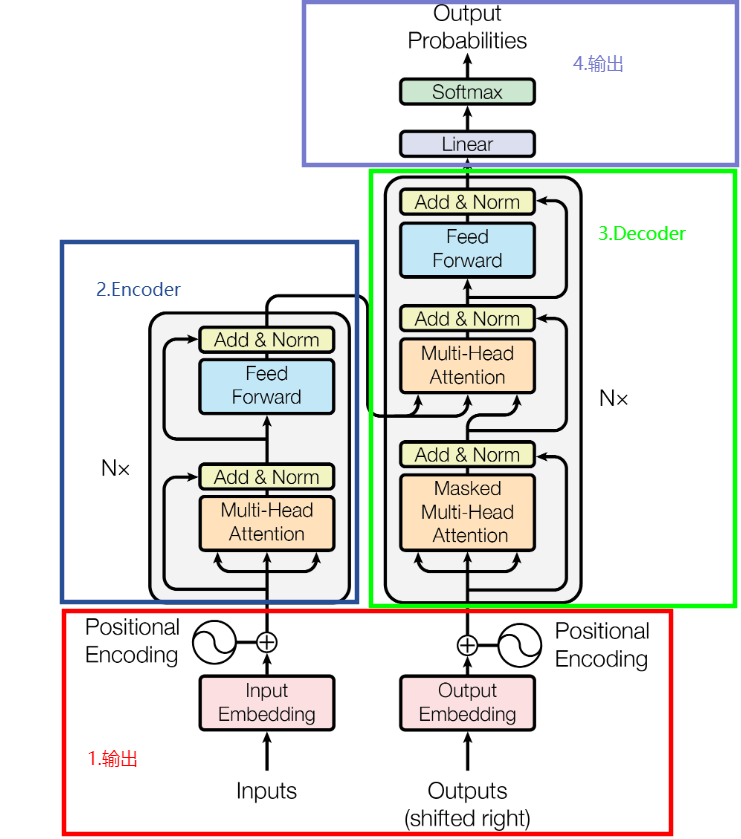 Output
Probabilities
4.输出
Softmax
Linear
Add & Norm
Feed
Forward
3.Decoder
Add & Norm
Multi-Head
Attention
N×
Add & Norm
Masked
Multi-Head
Attention
2.Encoder
Add & Norm
Feed
Forward
N×
Add & Norm
Multi-Head
Attention
Positional
Encoding
Positional
Encoding
Input
Embedding
Output
Embedding
1.输出
Inputs
Outputs
(shifted right)